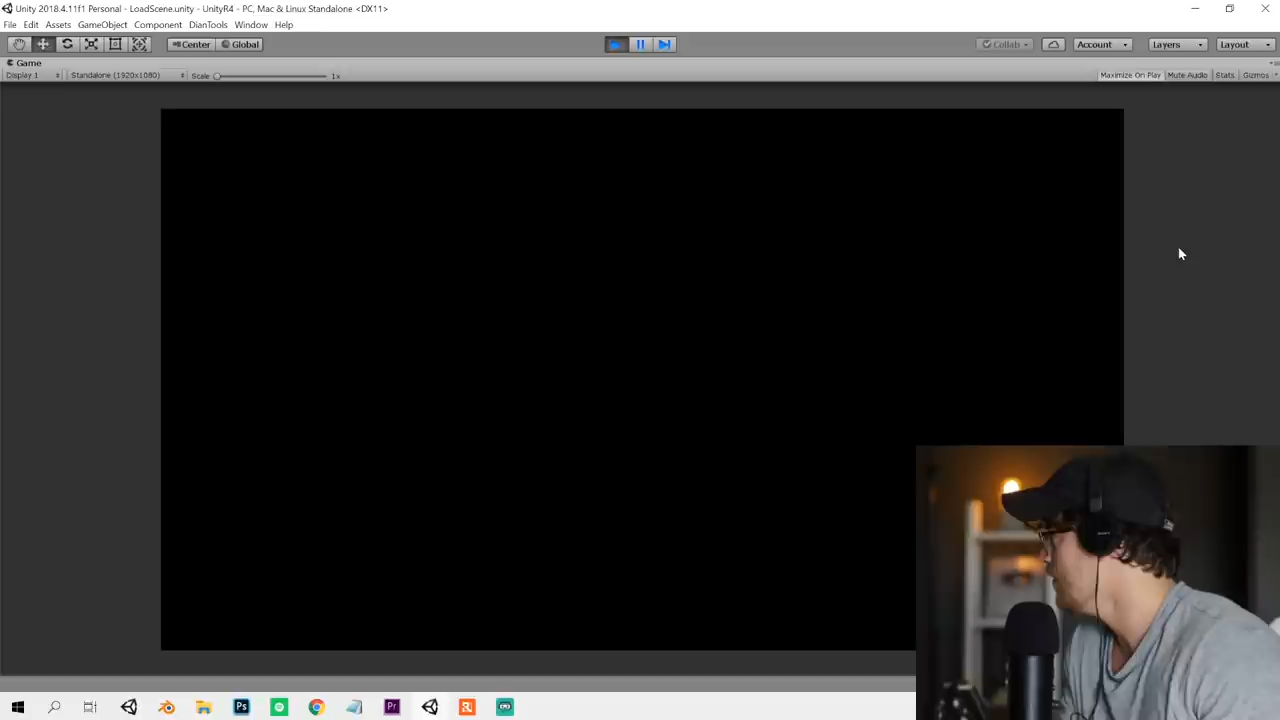 Unity 2018.4.11f1 Personal - LoadScene.unity - UnityR4 - PC, Mac & Linux Standalone <DX11>
File Edit Assets GameObject Component DianTools Window Help
Center Global Collab Account Layers Layout
Game
Display 1 Standalone (1920x1080) Scale 1x Maximize On Play Mute Audio Stats Gizmos
Ps Pr